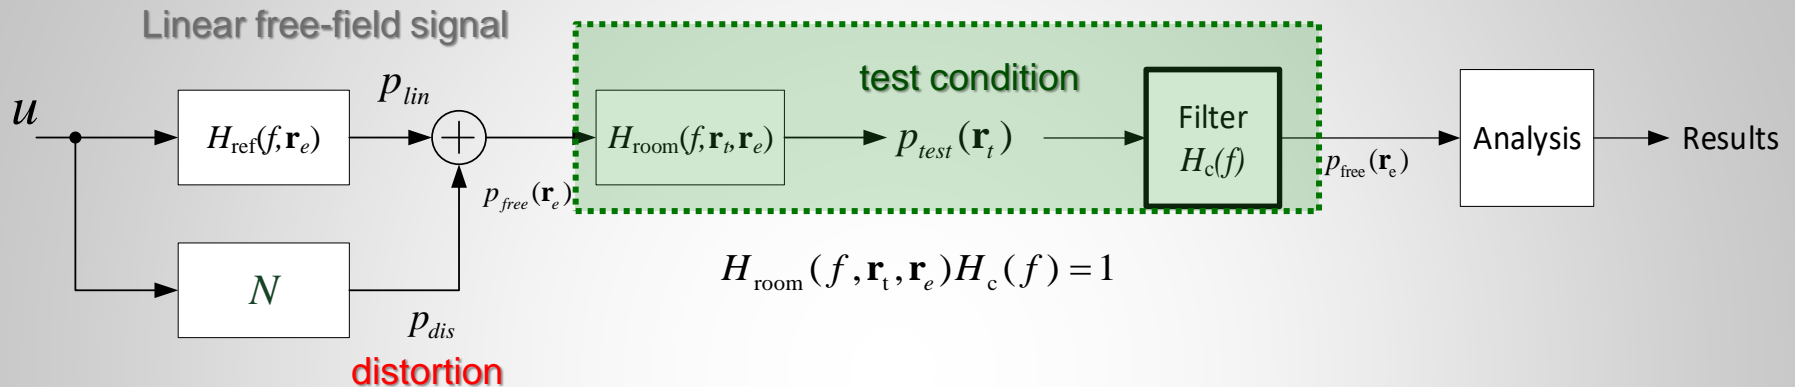 Linear free-field signal
u
H_ref(f,r_e)
p_lin
+
p_free(r_e)
N
p_dis
distortion
test condition
H_room(f,r_t,r_e)
p_test(r_t)
Filter
H_c(f)
p_free(r_e)
Analysis
Results
H_room(f,r_t,r_e)H_c(f)=1